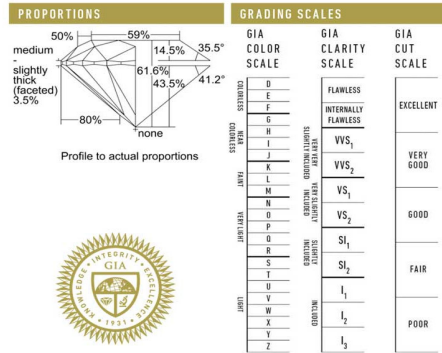 PROPORTIONS
50%
59%
medium
-
slightly
thick
(faceted)
3.5%
14.5%
35.5°
61.6%
43.5%
41.2°
80%
none
Profile to actual proportions
KNOWLEDGE • INTEGRITY • EXCELLENCE
GIA
• 1931 •
GRADING SCALES
GIA
COLOR
SCALE
COLORLESS
D
E
F
NEAR
COLORLESS
G
H
I
J
FAINT
K
L
M
VERY LIGHT
N
O
P
Q
R
LIGHT
S
T
U
V
W
X
Y
Z
GIA
CLARITY
SCALE
FLAWLESS
INTERNALLY
FLAWLESS
VERY VERY
SLIGHTLY INCLUDED
VVS1
VVS2
VERY SLIGHTLY
INCLUDED
VS1
VS2
SLIGHTLY
INCLUDED
SI1
SI2
INCLUDED
I1
I2
I3
GIA
CUT
SCALE
EXCELLENT
VERY
GOOD
GOOD
FAIR
POOR